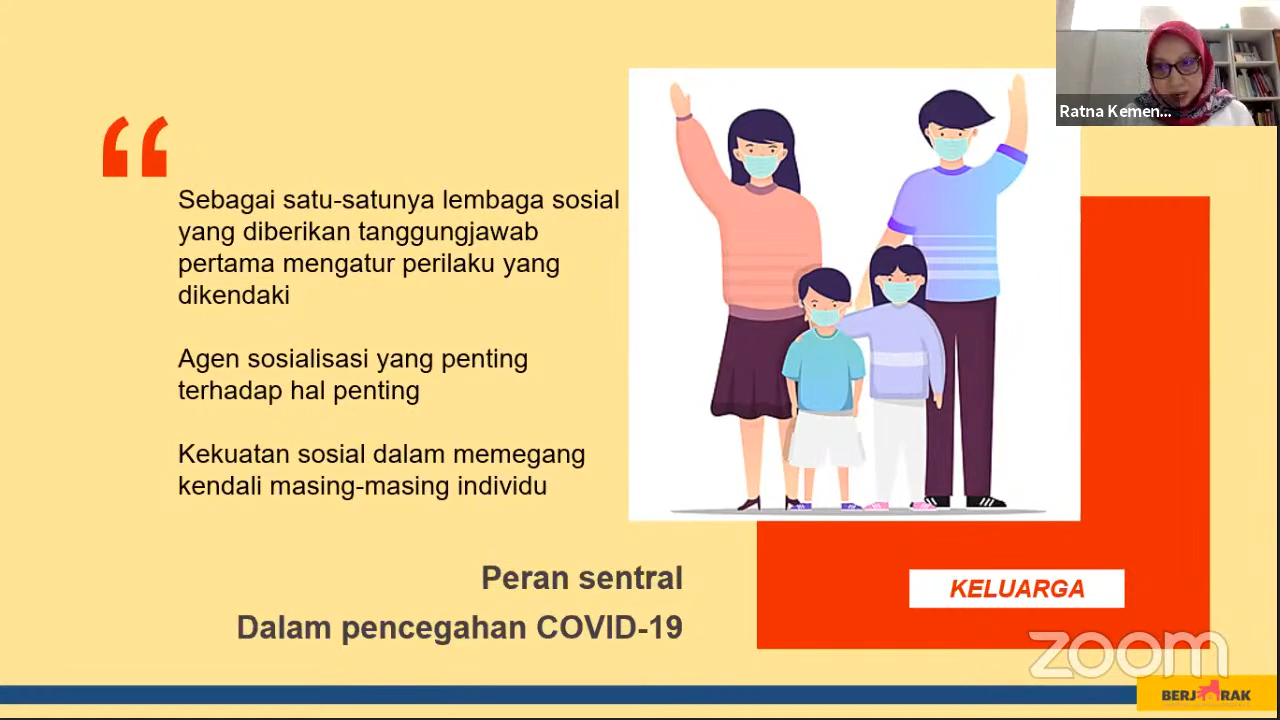 Ratna Kemen...
Sebagai satu-satunya lembaga sosial
yang diberikan tanggungjawab
pertama mengatur perilaku yang
dikendaki
Agen sosialisasi yang penting
terhadap hal penting
Kekuatan sosial dalam memegang
kendali masing-masing individu
Peran sentral
Dalam pencegahan COVID-19
KELUARGA
zoom
BERJ RAK